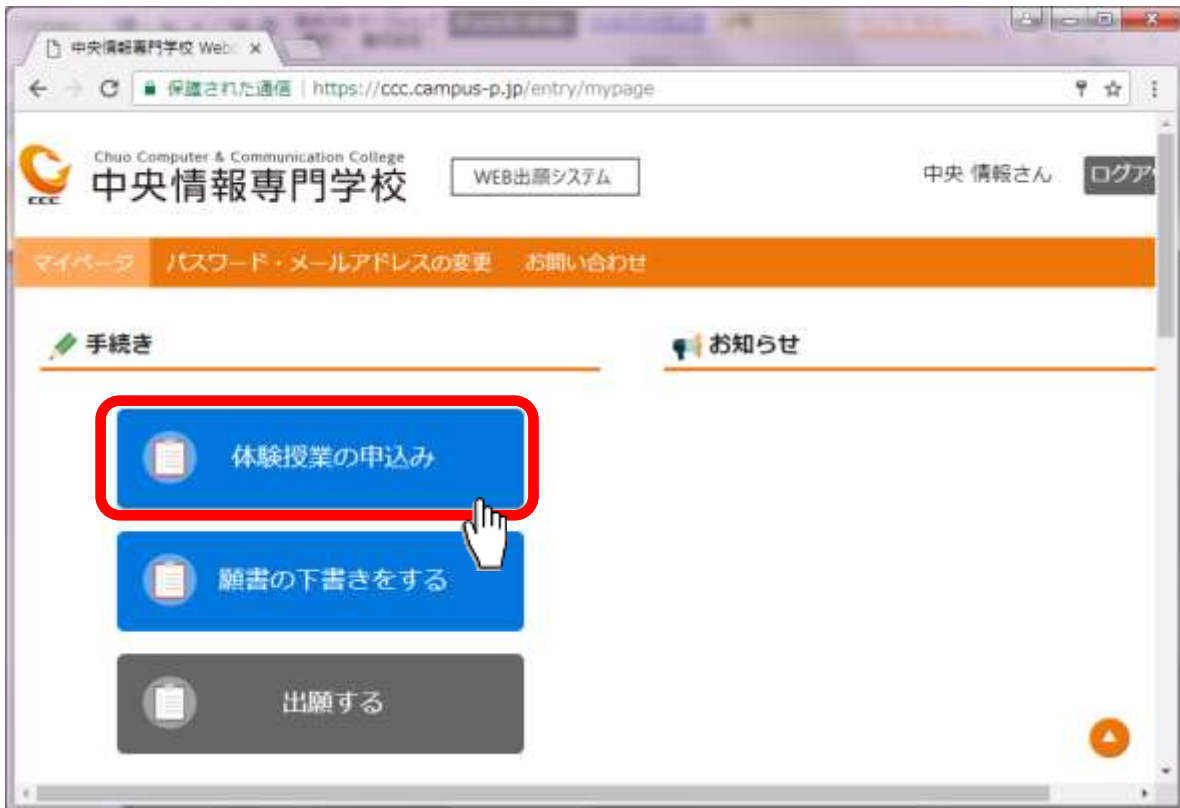 中央情報専門学校 Web
保護された通信 | https://ccc.campus-p.jp/entry/mypage
Chuo Computer & Communication College
中央情報専門学校
CCC
WEB出願システム
中央 情報さん
ログア
マイページ パスワード・メールアドレスの変更 お問い合わせ
手続き
お知らせ
体験授業の申込み
願書の下書きをする
出願する